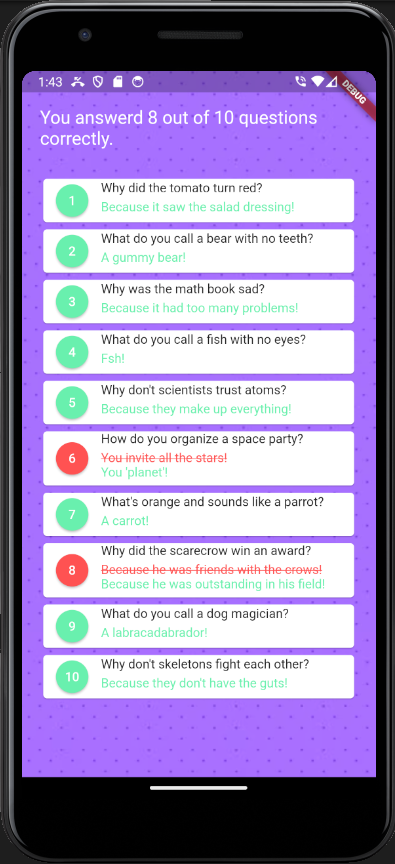 1:43
DEBUG
You answerd 8 out of 10 questions
correctly.
1
Why did the tomato turn red?
Because it saw the salad dressing!
2
What do you call a bear with no teeth?
A gummy bear!
3
Why was the math book sad?
Because it had too many problems!
4
What do you call a fish with no eyes?
Fsh!
5
Why don't scientists trust atoms?
Because they make up everything!
6
How do you organize a space party?
You invite all the stars!
You 'planet'!
7
What's orange and sounds like a parrot?
A carrot!
8
Why did the scarecrow win an award?
Because he was friends with the crows!
Because he was outstanding in his field!
9
What do you call a dog magician?
A labracadabrador!
10
Why don't skeletons fight each other?
Because they don't have the guts!